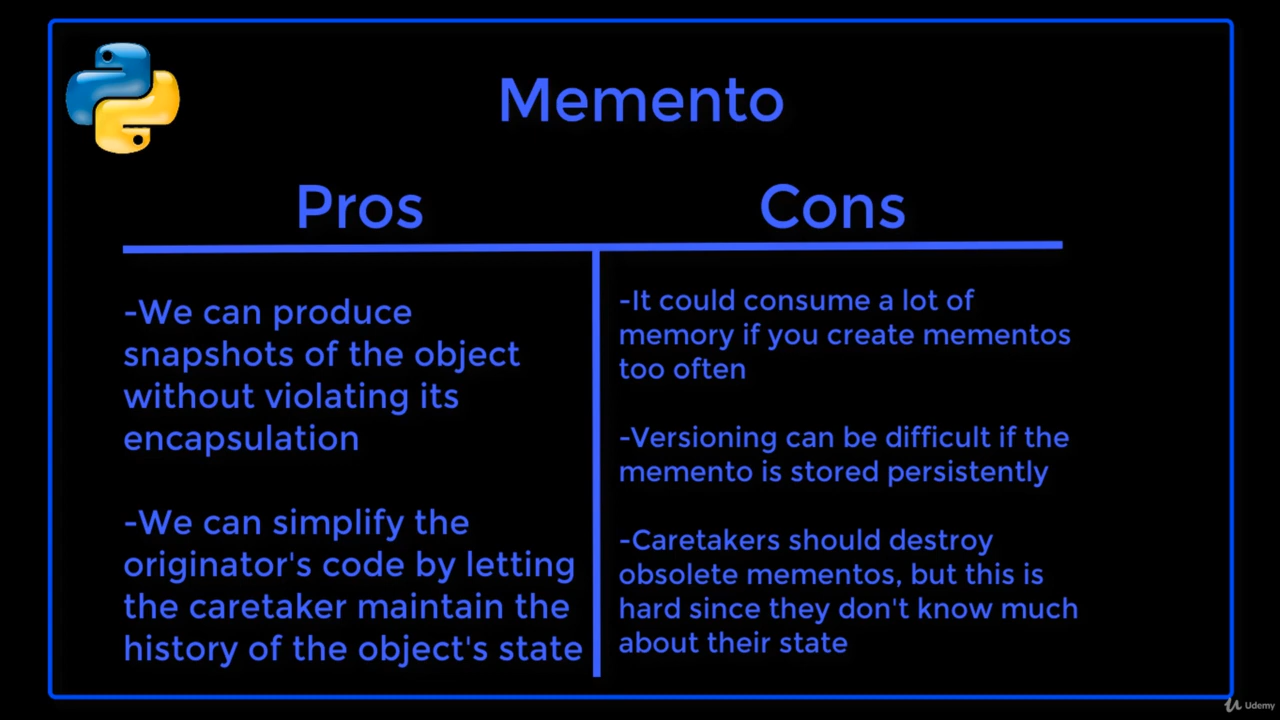 Memento
Pros
Cons
-We can produce
snapshots of the object
without violating its
encapsulation
-We can simplify the
originator's code by letting
the caretaker maintain the
history of the object's state
-It could consume a lot of
memory if you create mementos
too often
-Versioning can be difficult if the
memento is stored persistently
-Caretakers should destroy
obsolete mementos, but this is
hard since they don't know much
about their state
Udemy